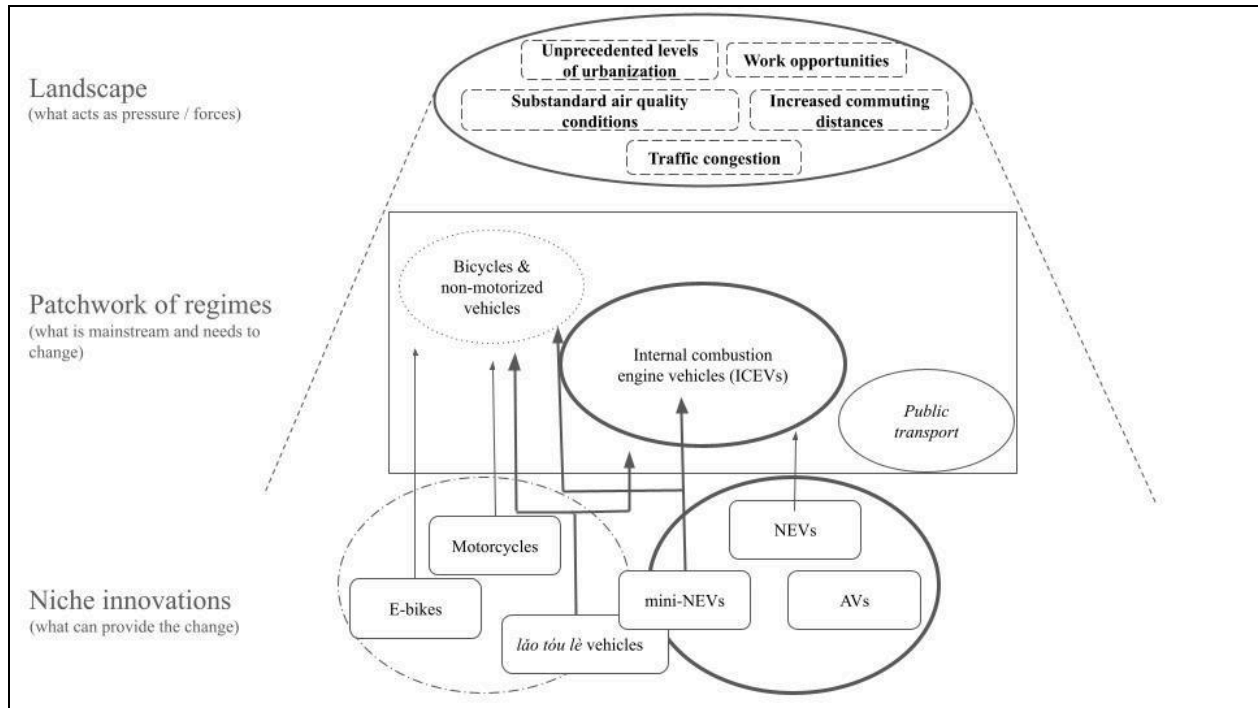 Landscape
(what acts as pressure / forces)
Unprecedented levels
of urbanization
Work opportunities
Substandard air quality
conditions
Increased commuting
distances
Traffic congestion
Patchwork of regimes
(what is mainstream and needs to
change)
Bicycles &
non-motorized
vehicles
Internal combustion
engine vehicles (ICEVs)
Public
transport
Niche innovations
(what can provide the change)
Motorcycles
E-bikes
lǎo tóu lè vehicles
mini-NEVs
NEVs
AVs